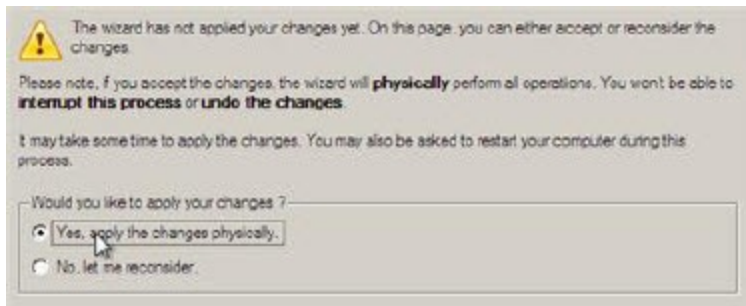 The wizard has not applied your changes yet. On this page, you can either accept or reconsider the
changes.
Please note, if you accept the changes, the wizard will physically perform all operations. You won't be able to
interrupt this process or undo the changes.
It may take some time to apply the changes. You may also be asked to restart your computer during this
process.
Would you like to apply your changes ?
Yes, apply the changes physically.
No, let me reconsider.